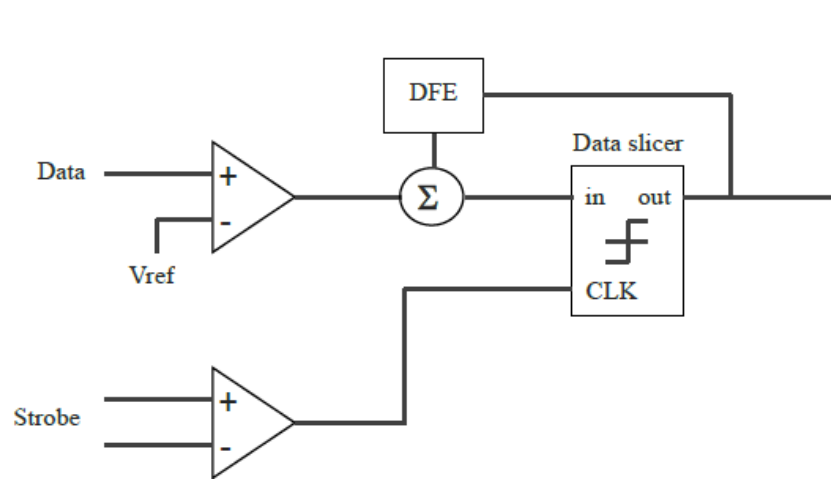 DFE
Data slicer
Data
+
-
Vref
Σ
in out
CLK
Strobe
+
-